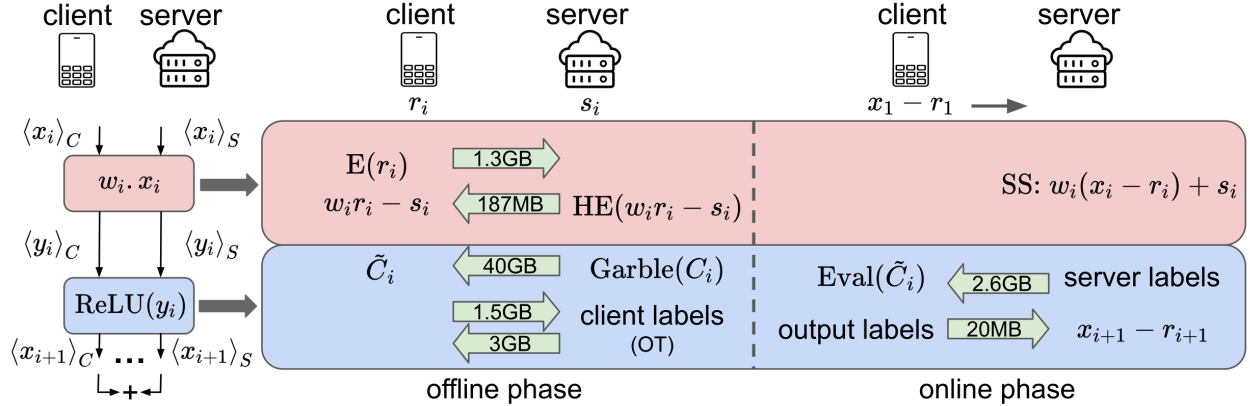 client server
client server
client server
r_i s_i
x_1 − r_1
⟨x_i⟩_C ⟨x_i⟩_S
w_i . x_i
E(r_i) 1.3GB
w_i r_i − s_i 187MB HE(w_i r_i − s_i)
SS: w_i(x_i − r_i) + s_i
⟨y_i⟩_C ⟨y_i⟩_S
ReLU(y_i)
C̃_i 40GB Garble(C_i)
1.5GB client labels
3GB (OT)
Eval(C̃_i) 2.6GB server labels
output labels 20MB x_{i+1} − r_{i+1}
⟨x_{i+1}⟩_C ... ⟨x_{i+1}⟩_S
+
offline phase
online phase